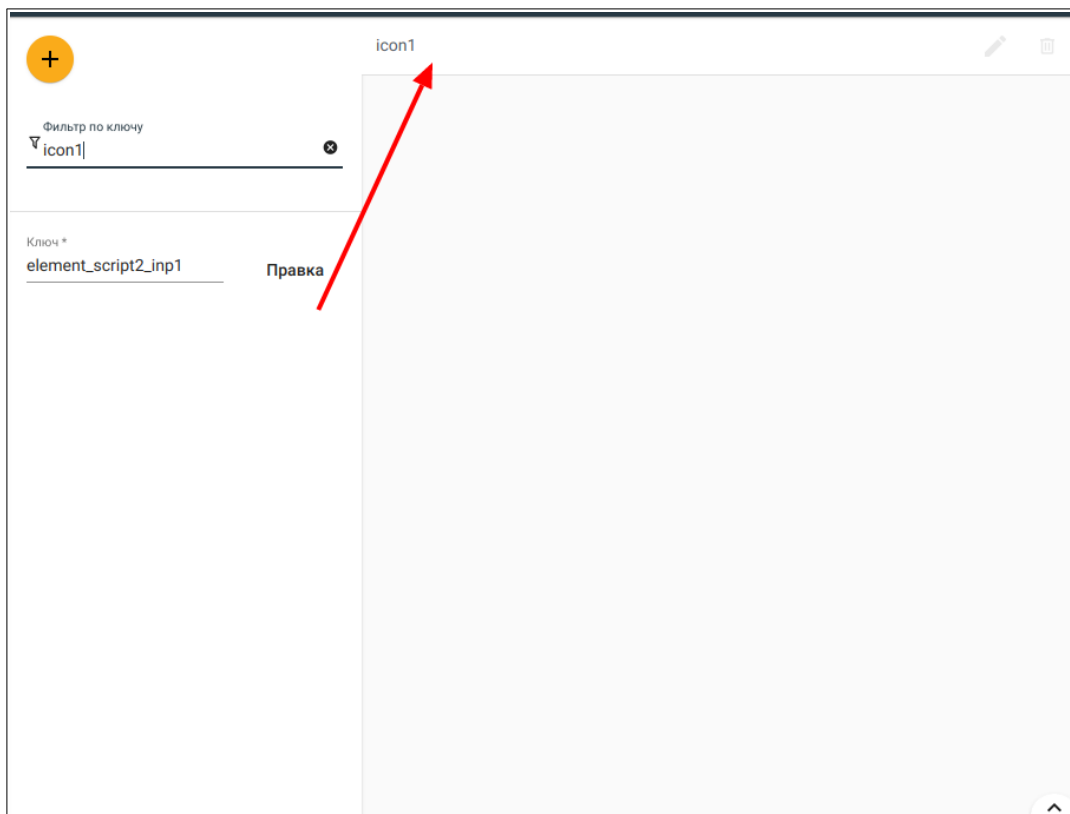 icon1
Фильтр по ключу
icon1
Ключ *
element_script2_inp1
Правка